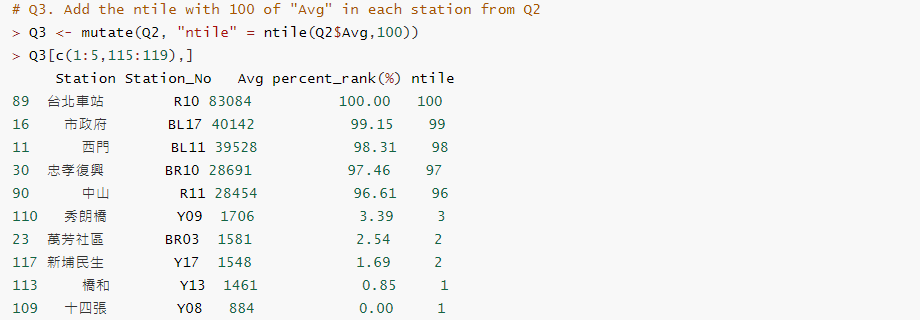 # Q3. Add the ntile with 100 of "Avg" in each station from Q2
> Q3 <- mutate(Q2, "ntile" = ntile(Q2$Avg,100))
> Q3[c(1:5,115:119),]
Station Station_No Avg percent_rank(%) ntile
89 台北車站 R10 83084 100.00 100
16 市政府 BL17 40142 99.15 99
11 西門 BL11 39528 98.31 98
30 忠孝復興 BR10 28691 97.46 97
90 中山 R11 28454 96.61 96
110 秀朗橋 Y09 1706 3.39 3
23 萬芳社區 BR03 1581 2.54 2
117 新埔民生 Y17 1548 1.69 2
113 橋和 Y13 1461 0.85 1
109 十四張 Y08 884 0.00 1